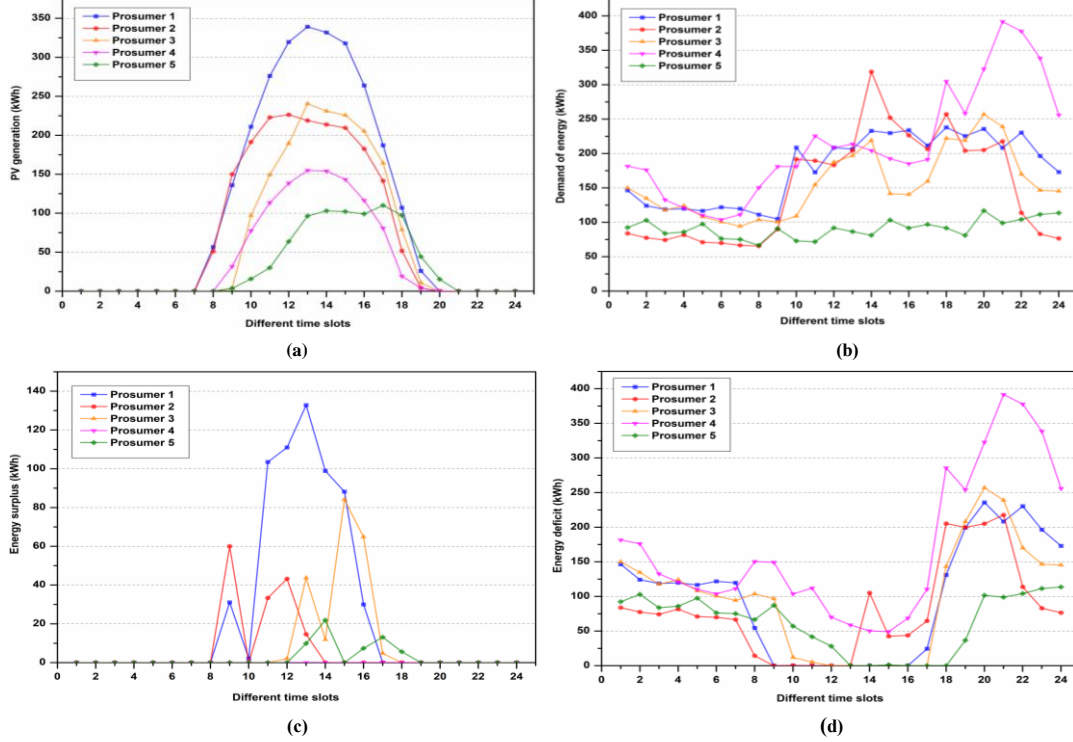 350
300
250
200
150
100
50
0
PV generation (kWh)
Prosumer 1
Prosumer 2
Prosumer 3
Prosumer 4
Prosumer 5
0 2 4 6 8 10 12 14 16 18 20 22 24
Different time slots
(a)
400
350
300
250
200
150
100
50
0
Demand of energy (kWh)
Prosumer 1
Prosumer 2
Prosumer 3
Prosumer 4
Prosumer 5
0 2 4 6 8 10 12 14 16 18 20 22 24
Different time slots
(b)
140
120
100
80
60
40
20
0
Energy surplus (kWh)
Prosumer 1
Prosumer 2
Prosumer 3
Prosumer 4
Prosumer 5
0 2 4 6 8 10 12 14 16 18 20 22 24
Different time slots
(c)
400
350
300
250
200
150
100
50
0
Energy deficit (kWh)
Prosumer 1
Prosumer 2
Prosumer 3
Prosumer 4
Prosumer 5
0 2 4 6 8 10 12 14 16 18 20 22 24
Different time slots
(d)